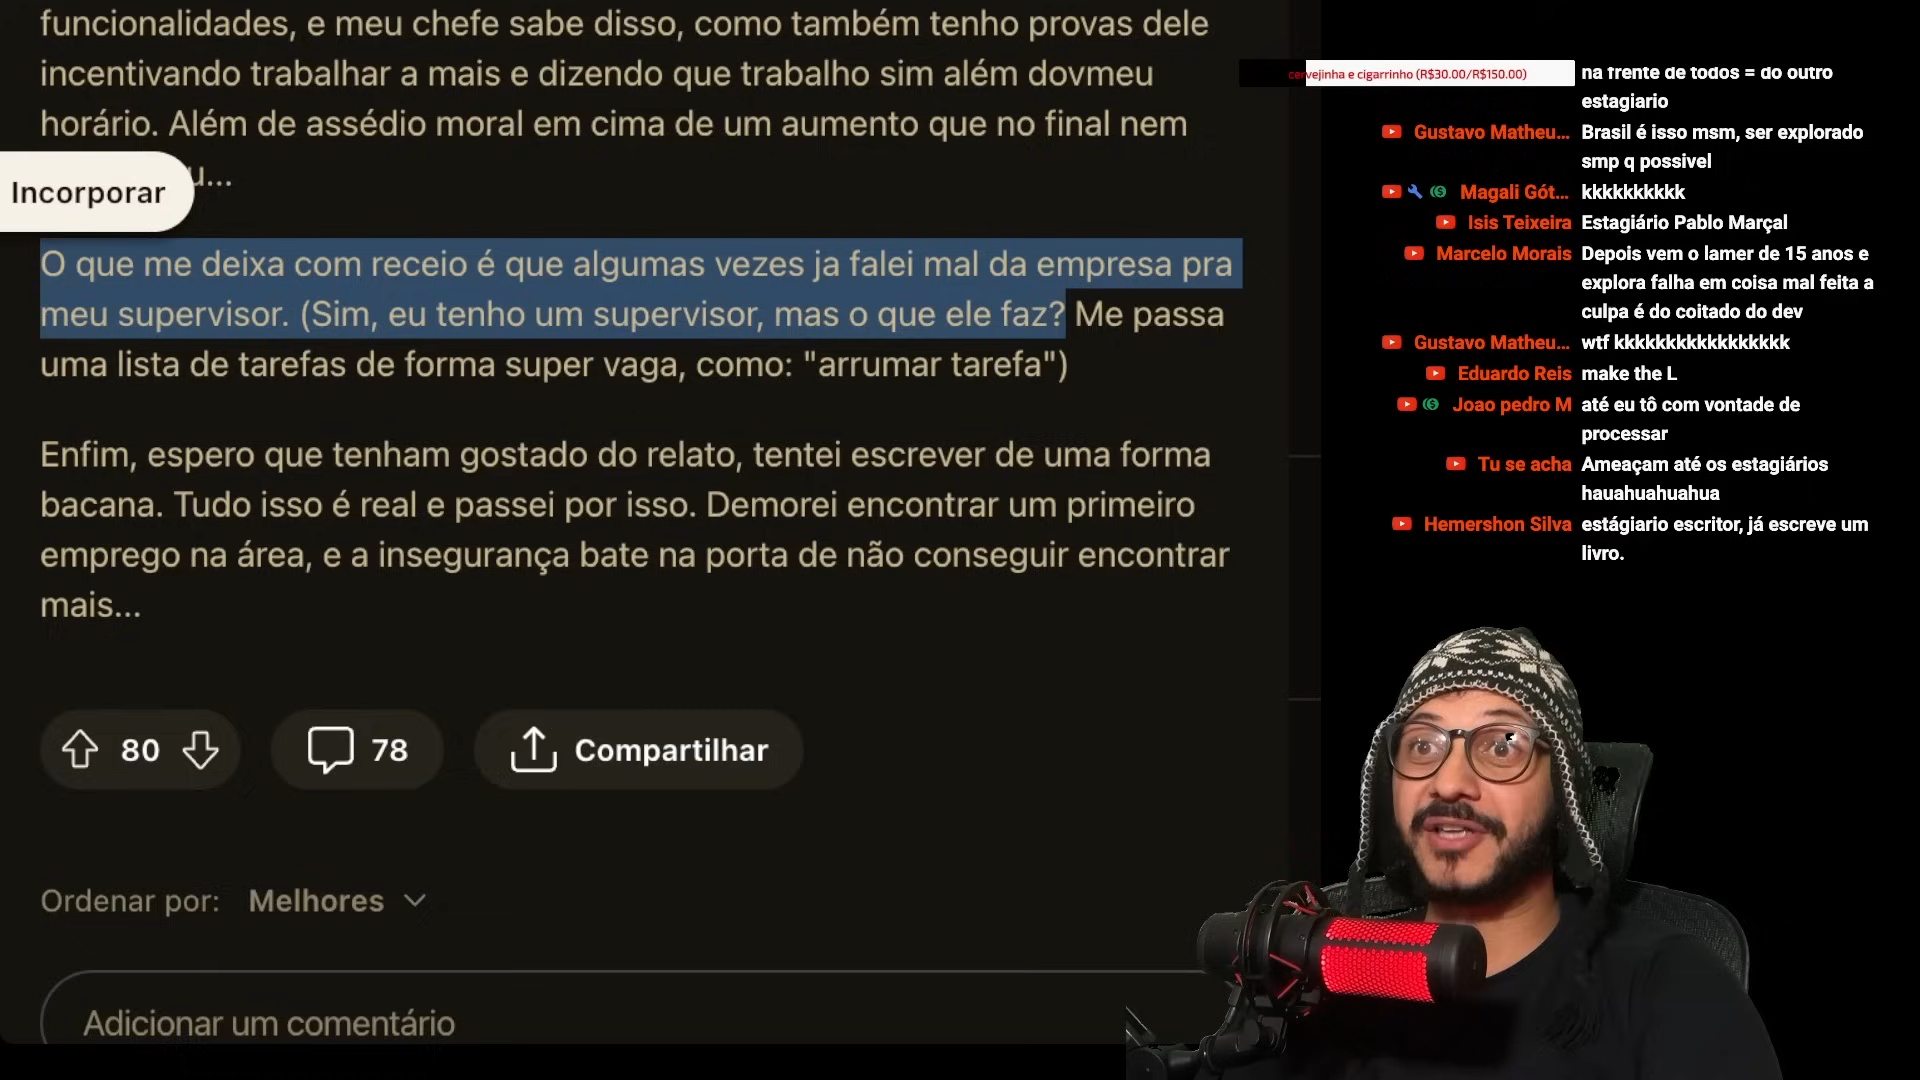 funcionalidades, e meu chefe sabe disso, como também tenho provas dele
incentivando trabalhar a mais e dizendo que trabalho sim além dovmeu
horário. Além de assédio moral em cima de um aumento que no final nem
u...
Incorporar
O que me deixa com receio é que algumas vezes ja falei mal da empresa pra
meu supervisor. (Sim, eu tenho um supervisor, mas o que ele faz? Me passa
uma lista de tarefas de forma super vaga, como: "arrumar tarefa")
Enfim, espero que tenham gostado do relato, tentei escrever de uma forma
bacana. Tudo isso é real e passei por isso. Demorei encontrar um primeiro
emprego na área, e a insegurança bate na porta de não conseguir encontrar
mais...
80
78
Compartilhar
Ordenar por: Melhores
Adicionar um comentário
cervejinha e cigarrinho (R$30.00/R$150.00)
na frente de todos = do outro
estagiario
Gustavo Matheu... Brasil é isso msm, ser explorado
smp q possivel
Magali Gót... kkkkkkkkkk
Isis Teixeira Estagiário Pablo Marçal
Marcelo Morais Depois vem o lamer de 15 anos e
explora falha em coisa mal feita a
culpa é do coitado do dev
Gustavo Matheu... wtf kkkkkkkkkkkkkkkkk
Eduardo Reis make the L
Joao pedro M até eu tô com vontade de
processar
Tu se acha Ameaçam até os estagiários
hauahuahuahua
Hemershon Silva estágiario escritor, já escreve um
livro.